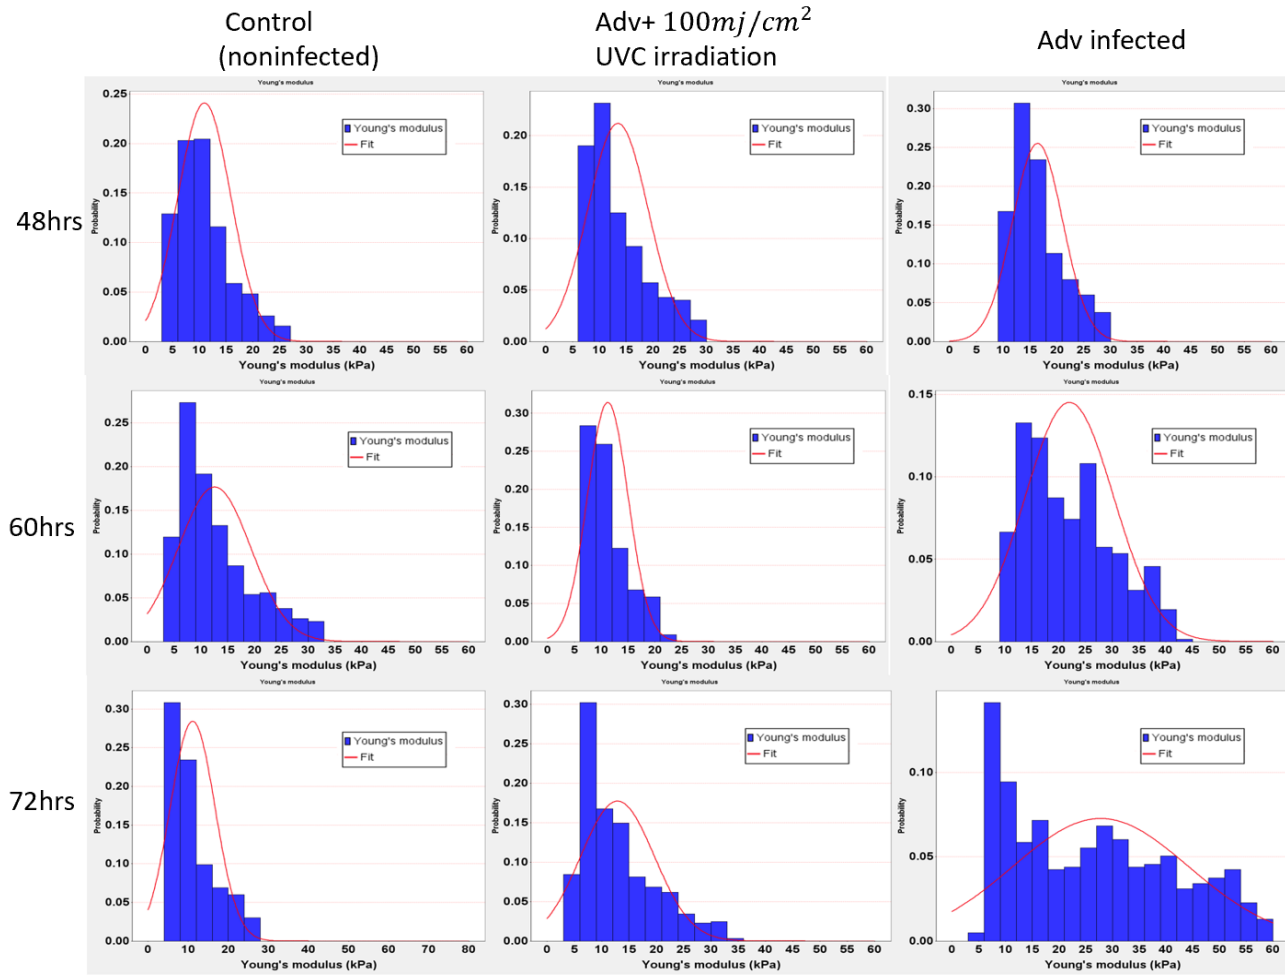 Control
(noninfected)
Adv+ 100mj/cm²
UVC irradiation
Adv infected
48hrs
Young's modulus
Probability
0.25
0.20
0.15
0.10
0.05
0.00
Young's modulus
Fit
0 5 10 15 20 25 30 35 40 45 50 55 60
Young's modulus (kPa)
Young's modulus
Probability
0.20
0.15
0.10
0.05
0.00
Young's modulus
Fit
0 5 10 15 20 25 30 35 40 45 50 55 60
Young's modulus (kPa)
Young's modulus
Probability
0.30
0.25
0.20
0.15
0.10
0.05
0.00
Young's modulus
Fit
0 5 10 15 20 25 30 35 40 45 50 55 60
Young's modulus (kPa)
60hrs
Young's modulus
Probability
0.25
0.20
0.15
0.10
0.05
0.00
Young's modulus
Fit
0 5 10 15 20 25 30 35 40 45 50 55 60
Young's modulus (kPa)
Young's modulus
Probability
0.30
0.25
0.20
0.15
0.10
0.05
0.00
Young's modulus
Fit
0 5 10 15 20 25 30 35 40 45 50 55 60
Young's modulus (kPa)
Young's modulus
Probability
0.15
0.10
0.05
0.00
Young's modulus
Fit
0 5 10 15 20 25 30 35 40 45 50 55 60
Young's modulus (kPa)
72hrs
Young's modulus
Probability
0.30
0.25
0.20
0.15
0.10
0.05
0.00
Young's modulus
Fit
0 10 20 30 40 50 60 70 80
Young's modulus (kPa)
Young's modulus
Probability
0.30
0.25
0.20
0.15
0.10
0.05
0.00
Young's modulus
Fit
0 5 10 15 20 25 30 35 40 45 50 55 60
Young's modulus (kPa)
Young's modulus
Probability
0.10
0.05
0.00
Young's modulus
Fit
0 5 10 15 20 25 30 35 40 45 50 55 60
Young's modulus (kPa)